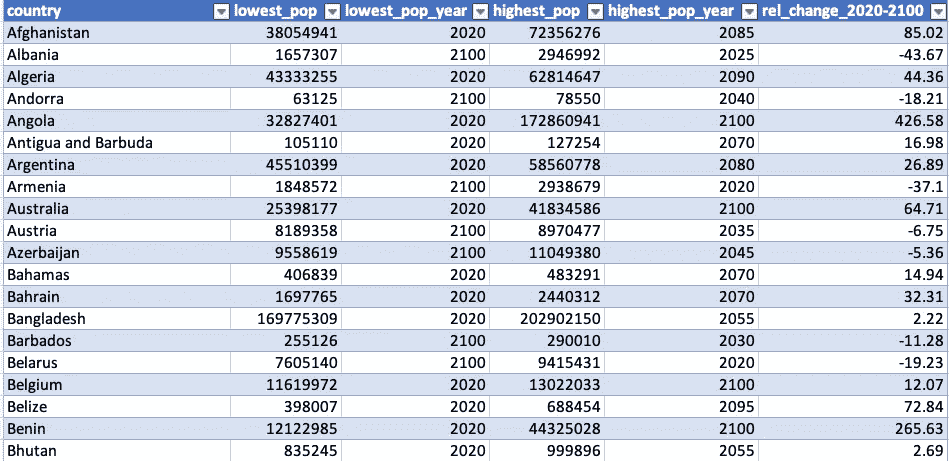 country lowest_pop lowest_pop_year highest_pop highest_pop_year rel_change_2020-2100
Afghanistan 38054941 2020 72356276 2085 85.02
Albania 1657307 2100 2946992 2025 -43.67
Algeria 43333255 2020 62814647 2090 44.36
Andorra 63125 2100 78550 2040 -18.21
Angola 32827401 2020 172860941 2100 426.58
Antigua and Barbuda 105110 2020 127254 2070 16.98
Argentina 45510399 2020 58560778 2080 26.89
Armenia 1848572 2100 2938679 2020 -37.1
Australia 25398177 2020 41834586 2100 64.71
Austria 8189358 2100 8970477 2035 -6.75
Azerbaijan 9558619 2100 11049380 2045 -5.36
Bahamas 406839 2020 483291 2070 14.94
Bahrain 1697765 2020 2440312 2070 32.31
Bangladesh 169775309 2020 202902150 2055 2.22
Barbados 255126 2100 290010 2030 -11.28
Belarus 7605140 2100 9415431 2020 -19.23
Belgium 11619972 2020 13022033 2100 12.07
Belize 398007 2020 688454 2095 72.84
Benin 12122985 2020 44325028 2100 265.63
Bhutan 835245 2020 999896 2055 2.69